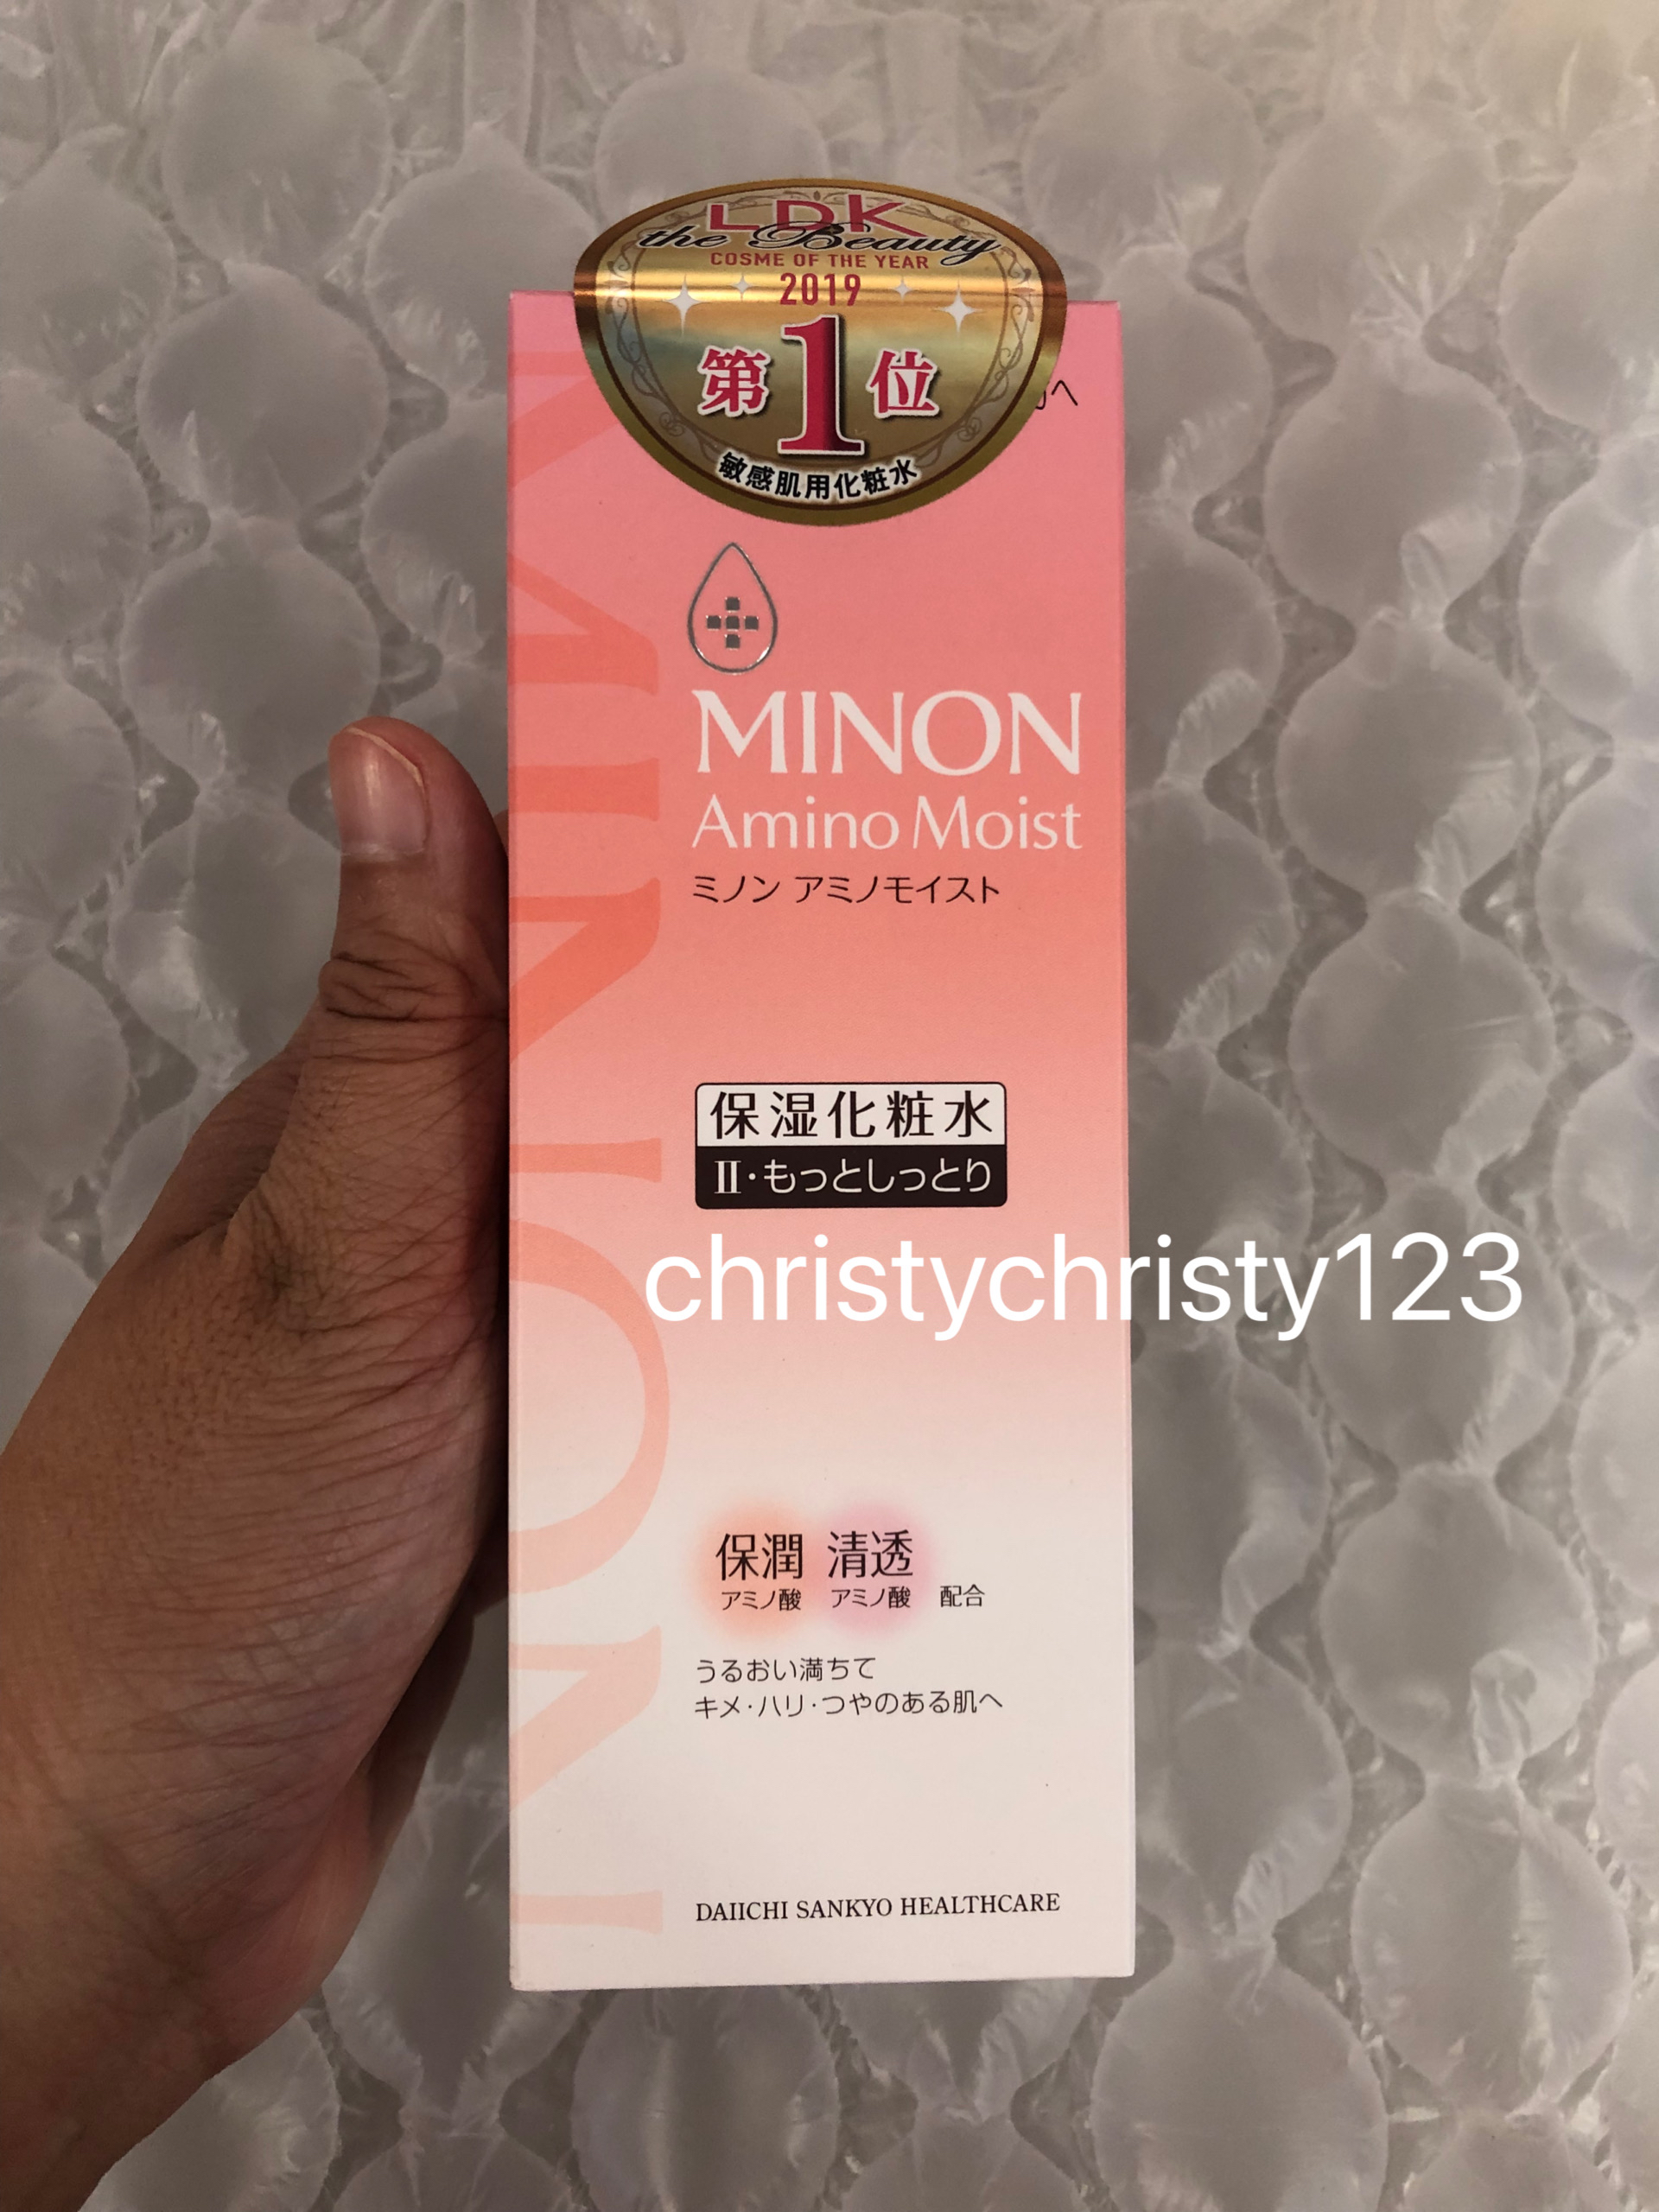 LDK
the Beauty
COSME OF THE YEAR
2019
第1位
敏感肌用化粧水
へ
MINON
Amino Moist
ミノン アミノモイスト
保湿化粧水
Ⅱ・もっとしっとり
christychristy123
保潤 清透
アミノ酸 アミノ酸 配合
うるおい満ちて
キメ・ハリ・つやのある肌へ
DAIICHI SANKYO HEALTHCARE
MINON